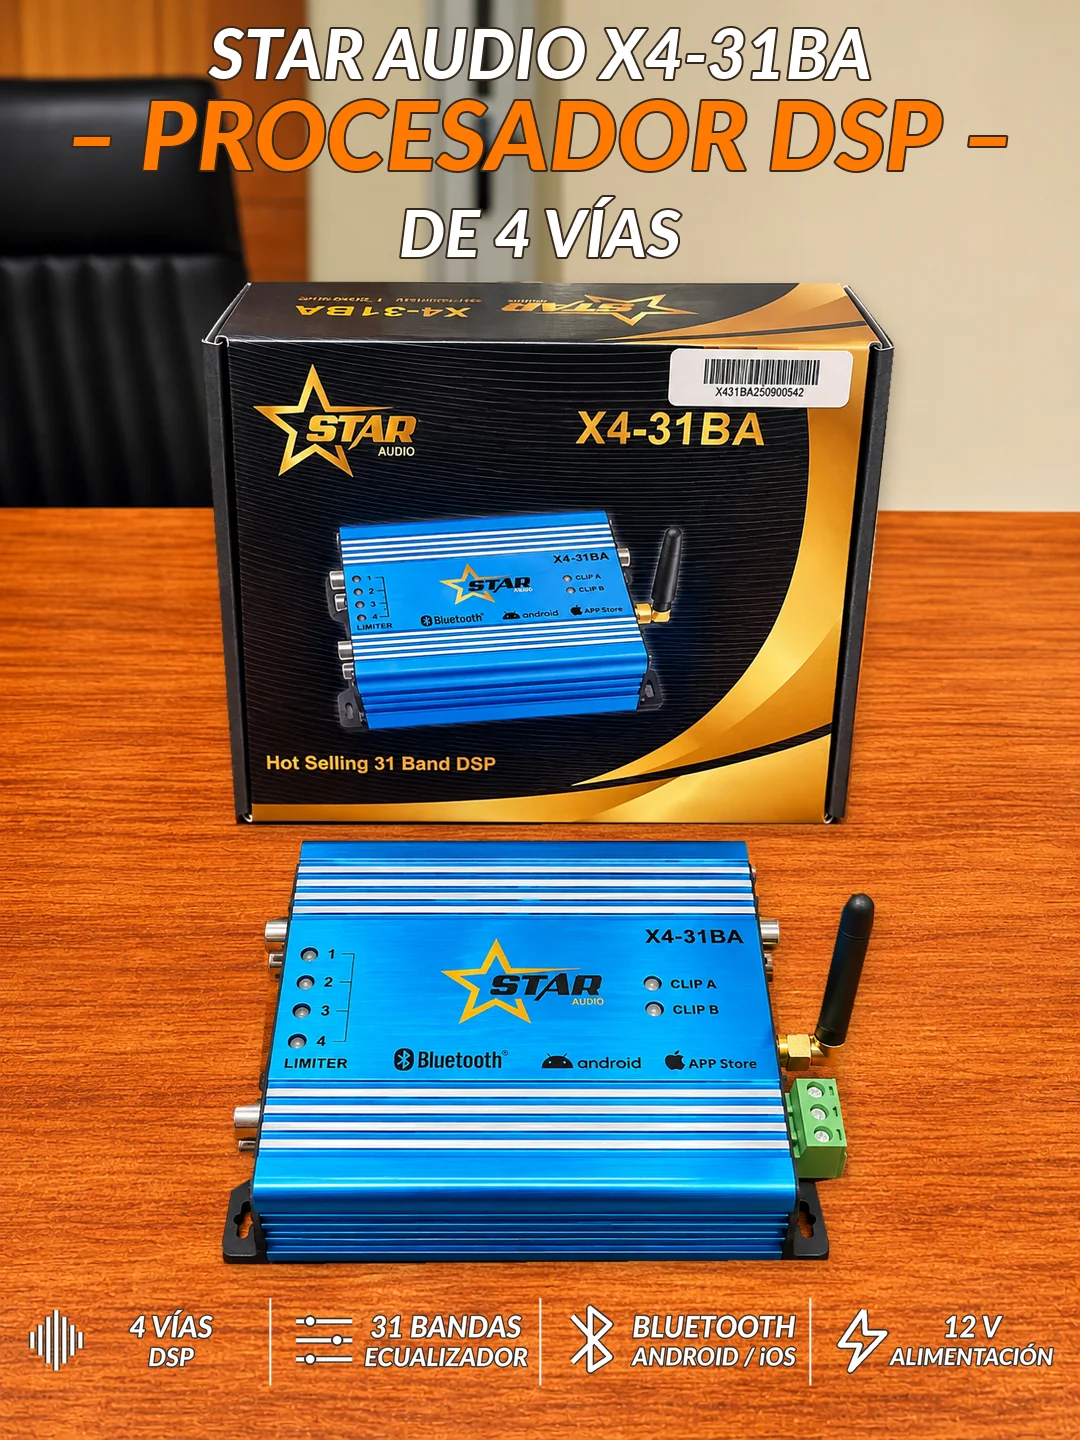 STAR AUDIO X4-31BA
– PROCESADOR DSP –
DE 4 VÍAS
X4-31BA
STAR
X431BA250900542
STAR
AUDIO
X4-31BA
X4-31BA
1
2
3
4
LIMITER
STAR
AUDIO
CLIP A
CLIP B
Bluetooth®
android
APP Store
Hot Selling 31 Band DSP
X4-31BA
1
2
3
4
LIMITER
STAR
AUDIO
CLIP A
CLIP B
Bluetooth®
android
APP Store
4 VÍAS
DSP
31 BANDAS
ECUALIZADOR
BLUETOOTH
ANDROID / iOS
12 V
ALIMENTACIÓN